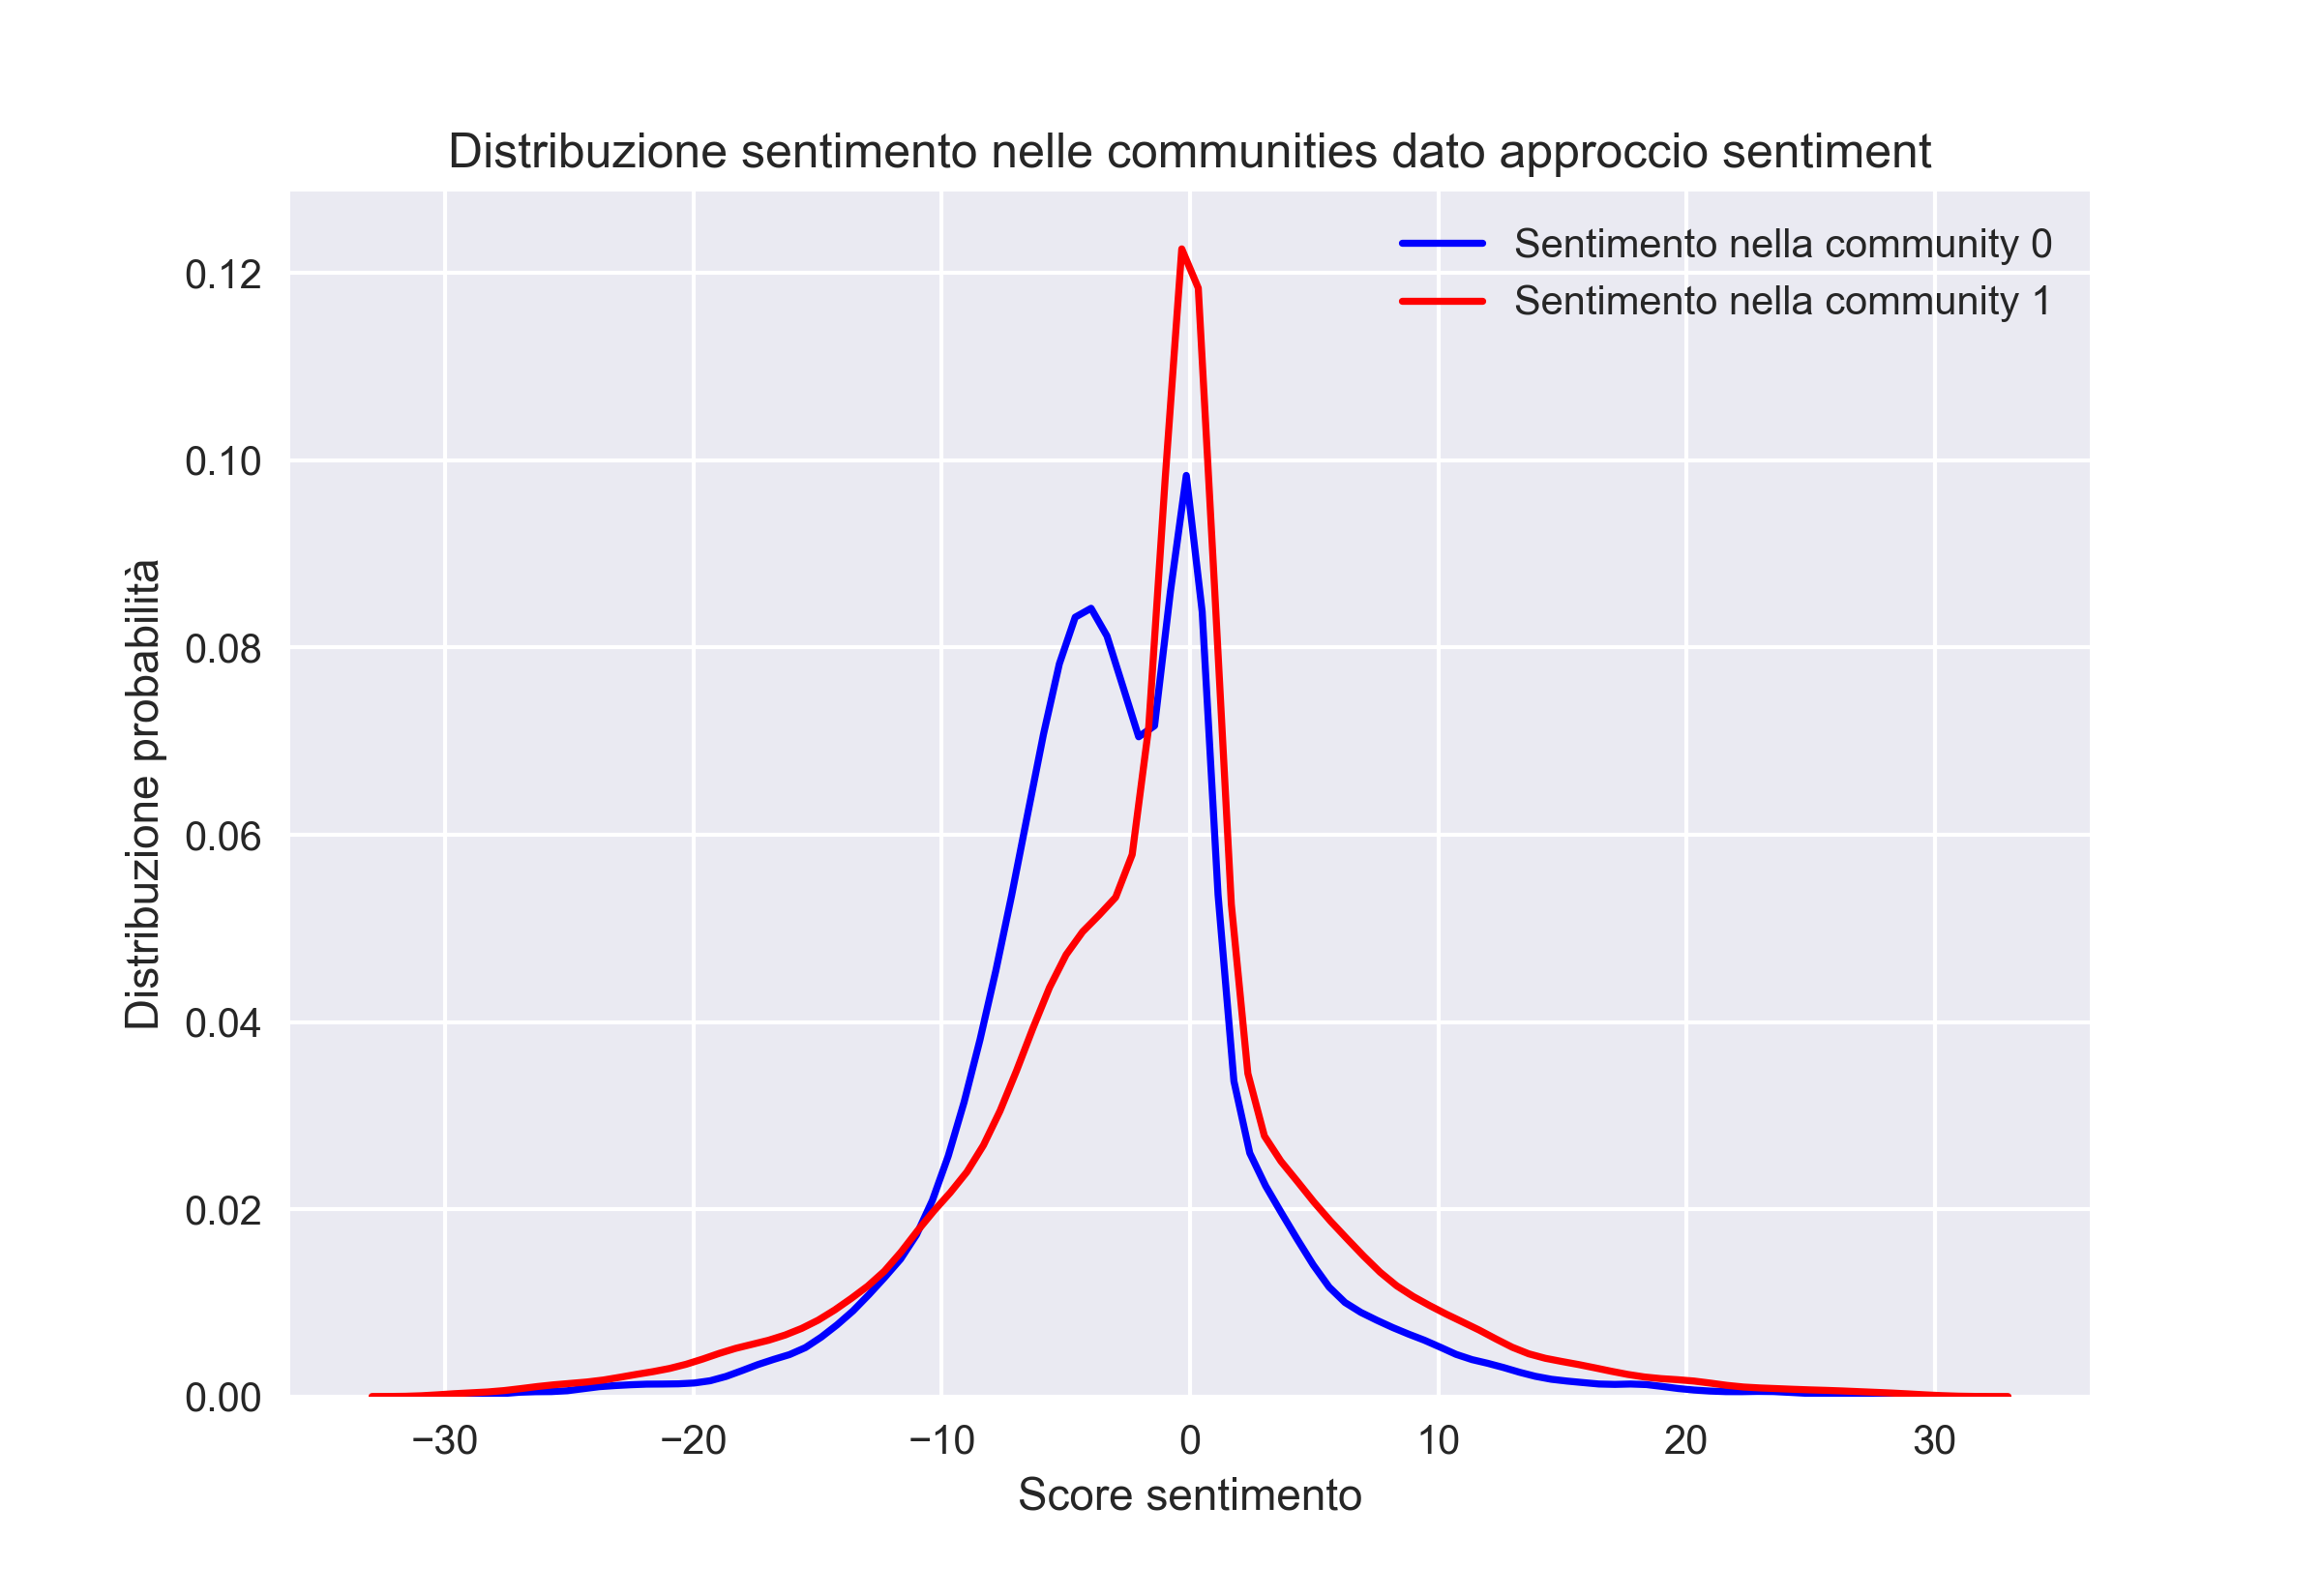 Distribuzione sentimento nelle communities dato approccio sentiment
Sentimento nella community 0
Sentimento nella community 1
Distribuzione probabilità
0.12
0.10
0.08
0.06
0.04
0.02
0.00
−30 −20 −10 0 10 20 30
Score sentimento